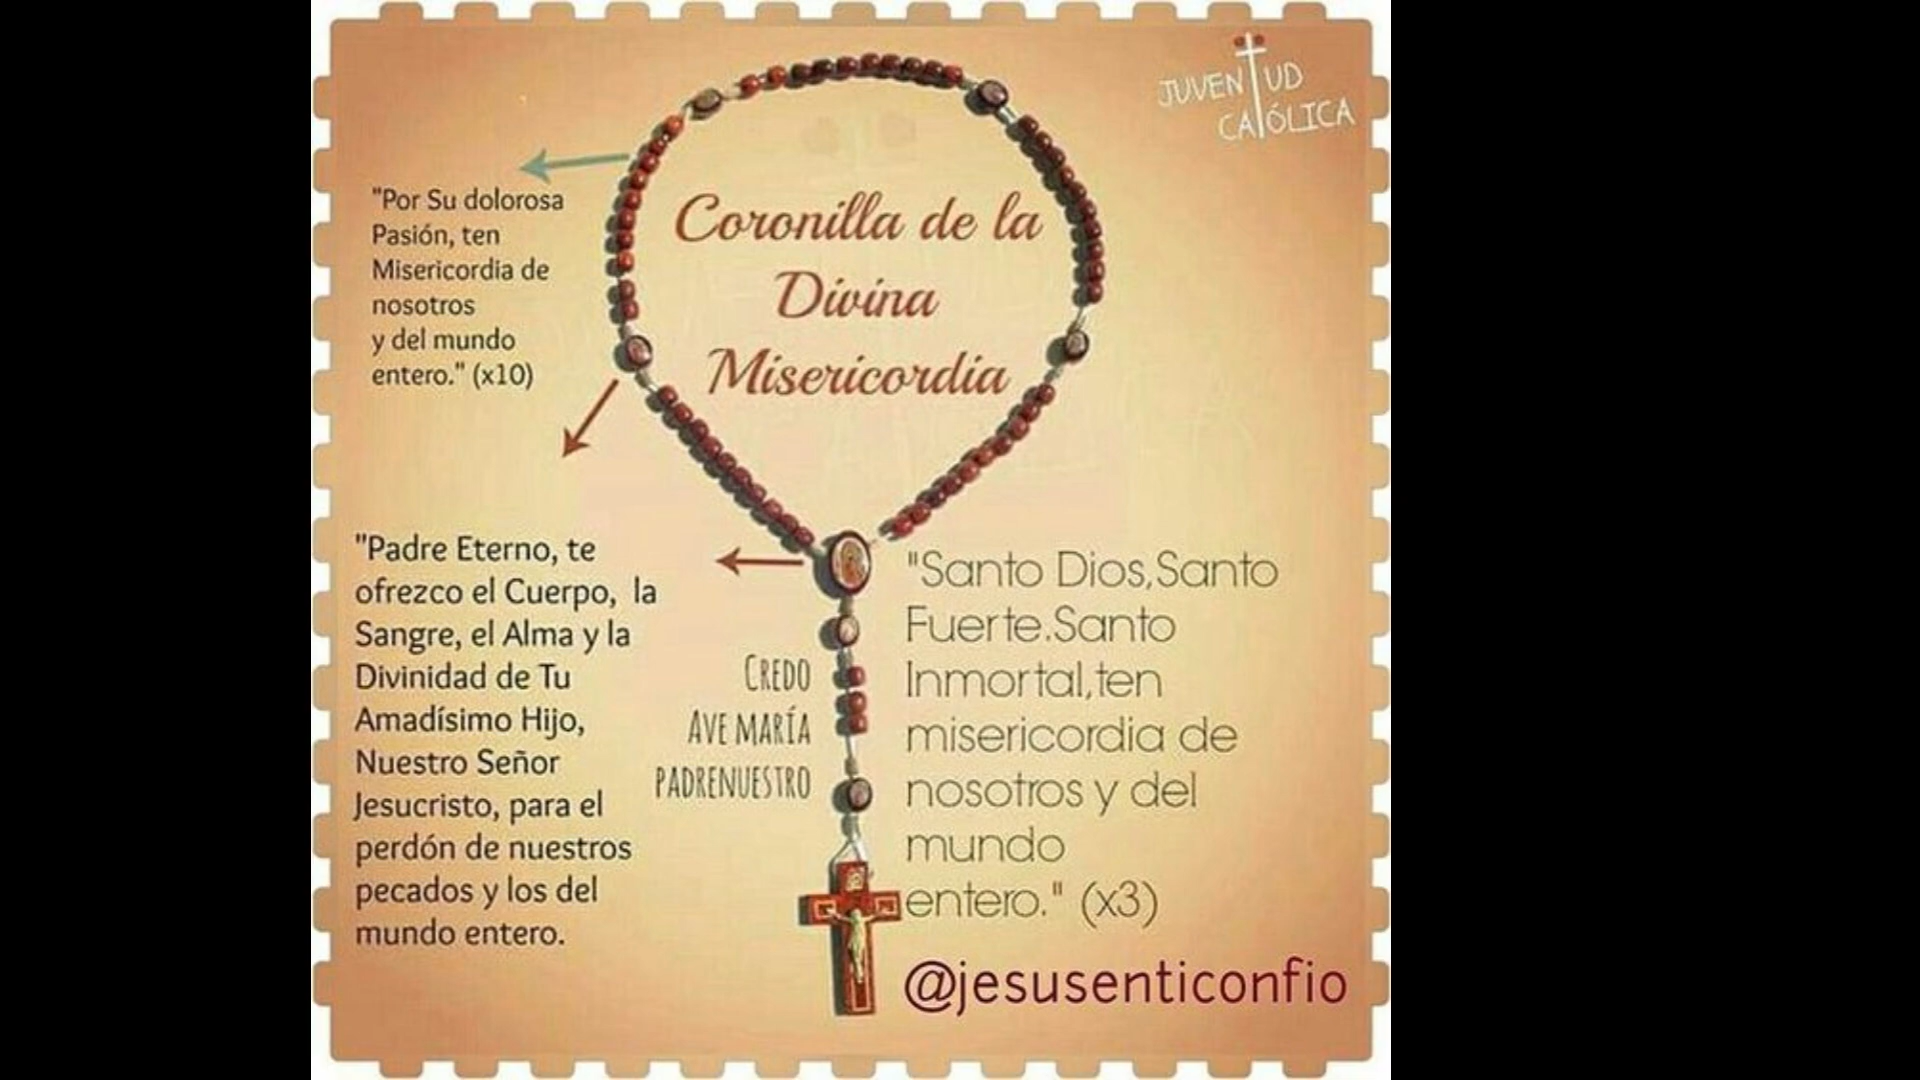 JUVENTUD
CATÓLICA
Coronilla de la
Divina
Misericordia
"Por Su dolorosa
Pasión, ten
Misericordia de
nosotros
y del mundo
entero." (x10)
"Padre Eterno, te
ofrezco el Cuerpo,  la
Sangre, el Alma y la
Divinidad de Tu
Amadísimo Hijo,
Nuestro Señor
Jesucristo, para el
perdón de nuestros
pecados y los del
mundo entero.
CREDO
AVE MARÍA
PADRENUESTRO
"Santo Dios,Santo
Fuerte.Santo
Inmortal,ten
misericordia de
nosotros y del
mundo
entero." (x3)
@jesusenticonfio